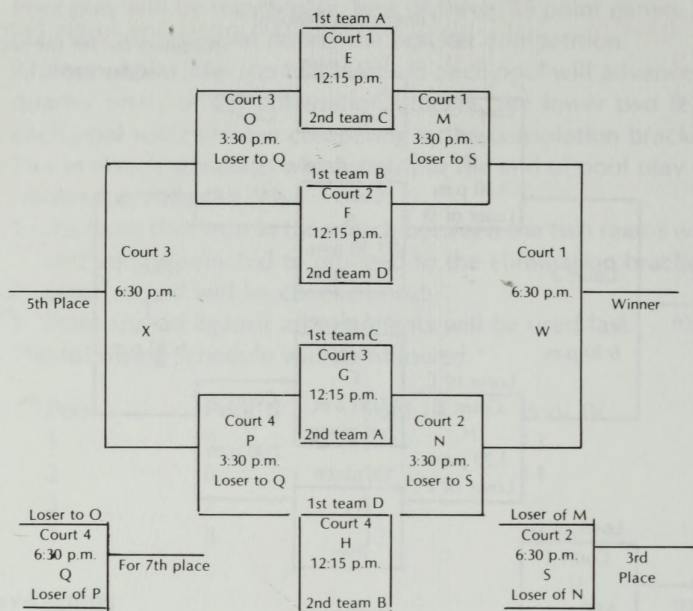 1st team A
Court 1
E
12:15 p.m.
2nd team C
Court 3
O
3:30 p.m.
Loser to Q
Court 1
M
3:30 p.m.
Loser to S
1st team B
Court 2
F
12:15 p.m.
2nd team D
Court 3
6:30 p.m.
X
5th Place
Court 1
6:30 p.m.
W
Winner
1st team C
Court 3
G
12:15 p.m.
2nd team A
Court 4
P
3:30 p.m.
Loser to Q
Court 2
N
3:30 p.m.
Loser to S
1st team D
Court 4
H
12:15 p.m.
2nd team B
Loser to O
Court 4
6:30 p.m.
Q
Loser of P
For 7th place
Loser of M
Court 2
6:30 p.m.
S
Loser of N
3rd
Place